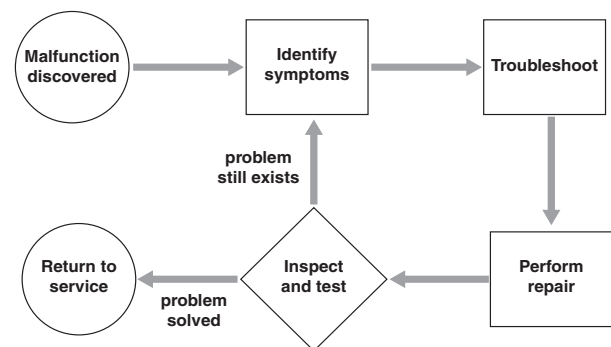 Malfunction
discovered
Identify
symptoms
Troubleshoot
problem
still exists
Return to
service
problem
solved
Inspect
and test
Perform
repair